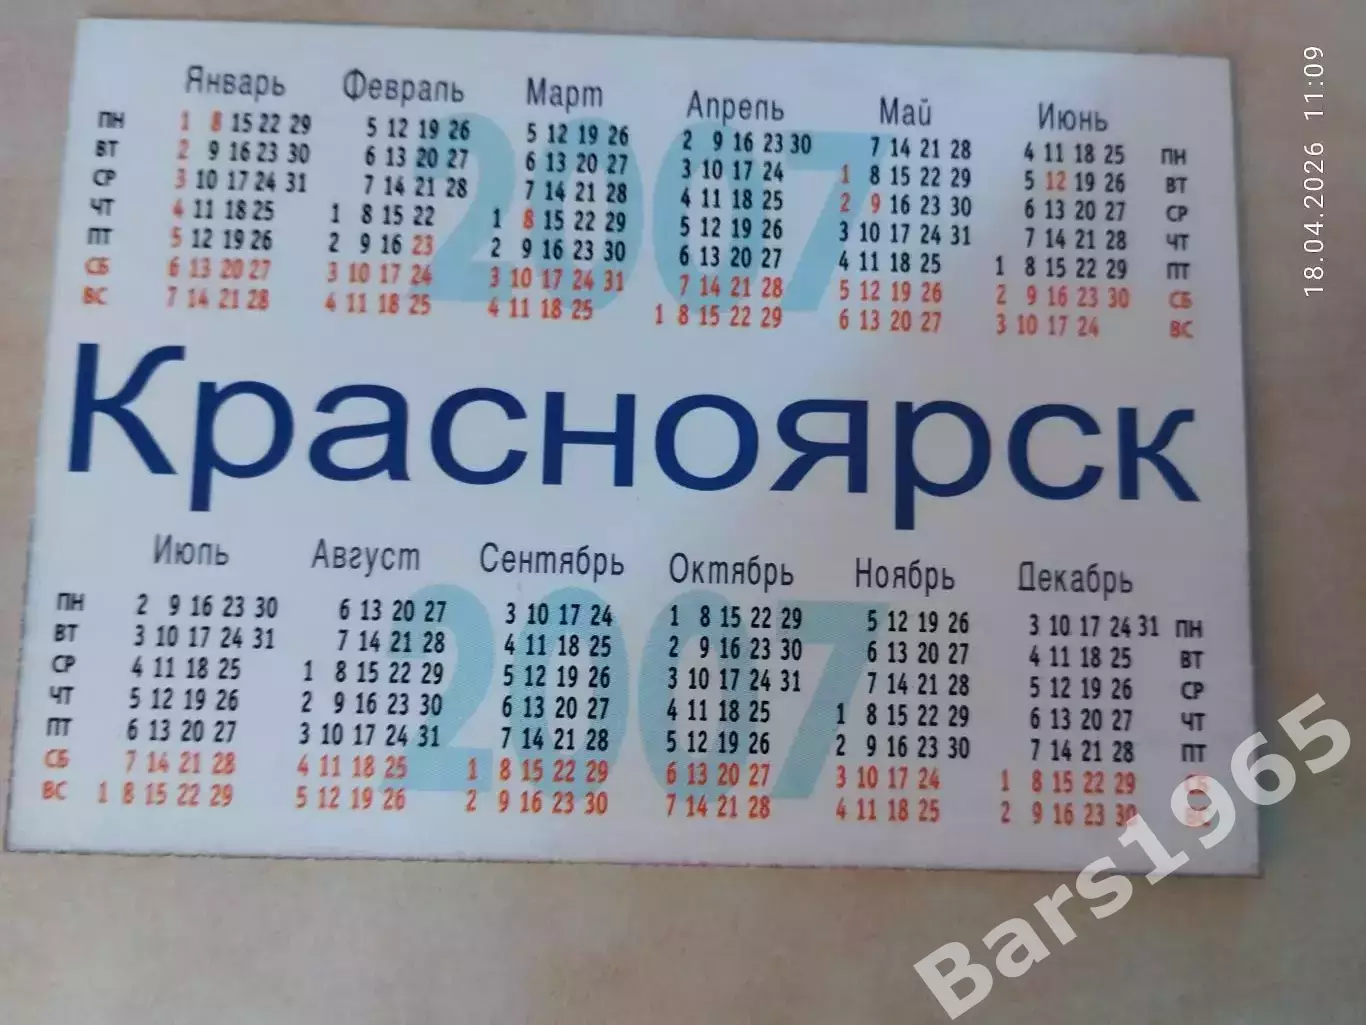 Январь Февраль Март Апрель Май Июнь
ПН 1 8 15 22 29 5 12 19 26 5 12 19 26 2 9 16 23 30 7 14 21 28 4 11 18 25 ПН
ВТ 2 9 16 23 30 6 13 20 27 6 13 20 27 3 10 17 24 1 8 15 22 29 5 12 19 26 ВТ
СР 3 10 17 24 31 7 14 21 28 7 14 21 28 4 11 18 25 2 9 16 23 30 6 13 20 27 СР
ЧТ 4 11 18 25 1 8 15 22 1 8 15 22 29 5 12 19 26 3 10 17 24 31 7 14 21 28 ЧТ
ПТ 5 12 19 26 2 9 16 23 2 9 16 23 30 6 13 20 27 4 11 18 25 1 8 15 22 29 ПТ
СБ 6 13 20 27 3 10 17 24 3 10 17 24 31 7 14 21 28 5 12 19 26 2 9 16 23 30 СБ
ВС 7 14 21 28 4 11 18 25 4 11 18 25 1 8 15 22 29 6 13 20 27 3 10 17 24 ВС
2007
Красноярск
Июль Август Сентябрь Октябрь Ноябрь Декабрь
ПН 2 9 16 23 30 6 13 20 27 3 10 17 24 1 8 15 22 29 5 12 19 26 3 10 17 24 31 ПН
ВТ 3 10 17 24 31 7 14 21 28 4 11 18 25 2 9 16 23 30 6 13 20 27 4 11 18 25 ВТ
СР 4 11 18 25 1 8 15 22 29 5 12 19 26 3 10 17 24 31 7 14 21 28 5 12 19 26 СР
ЧТ 5 12 19 26 2 9 16 23 30 6 13 20 27 4 11 18 25 1 8 15 22 29 6 13 20 27 ЧТ
ПТ 6 13 20 27 3 10 17 24 31 7 14 21 28 5 12 19 26 2 9 16 23 30 7 14 21 28 ПТ
СБ 7 14 21 28 4 11 18 25 1 8 15 22 29 6 13 20 27 3 10 17 24 1 8 15 22 29 СБ
ВС 1 8 15 22 29 5 12 19 26 2 9 16 23 30 7 14 21 28 4 11 18 25 2 9 16 23 30 ВС
2007
18.04.2026 11:09
Bars1965